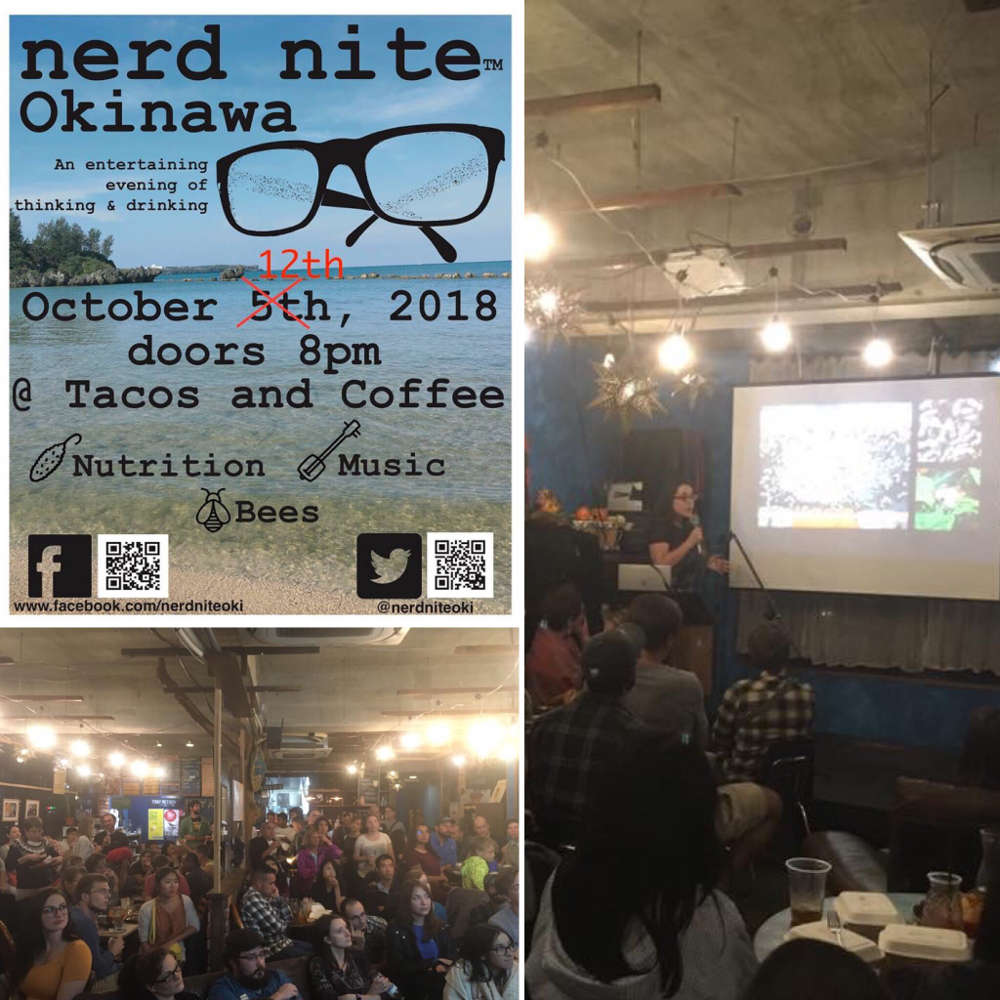 nerd nite™
Okinawa
An entertaining
evening of
thinking & drinking
12th
October 5th, 2018
doors 8pm
@ Tacos and Coffee
Nutrition Music
Bees
www.facebook.com/nerdniteoki @nerdniteoki